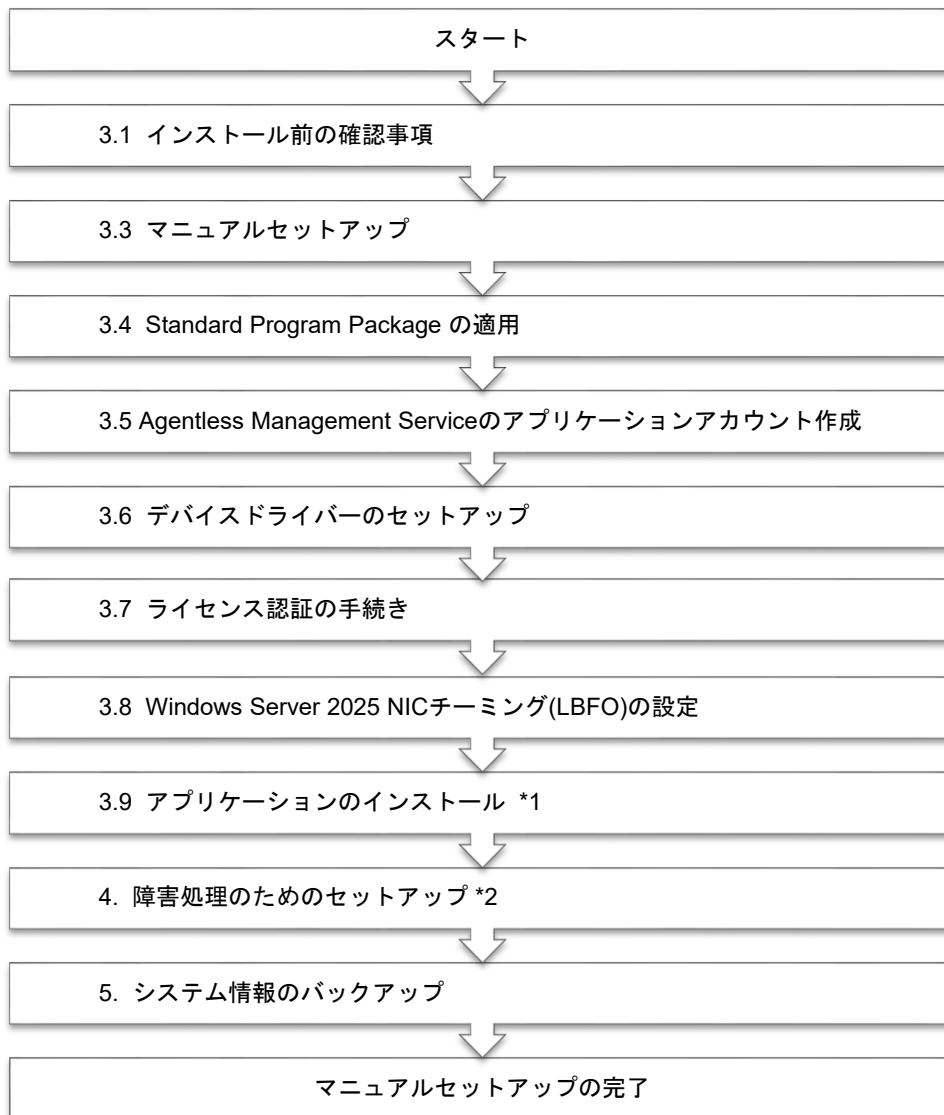 スタート
3.1 インストール前の確認事項
3.3 マニュアルセットアップ
3.4 Standard Program Package の適用
3.5 Agentless Management Serviceのアプリケーションアカウント作成
3.6 デバイスドライバーのセットアップ
3.7 ライセンス認証の手続き
3.8 Windows Server 2025 NICチーミング(LBFO)の設定
3.9 アプリケーションのインストール *1
4. 障害処理のためのセットアップ *2
5. システム情報のバックアップ
マニュアルセットアップの完了